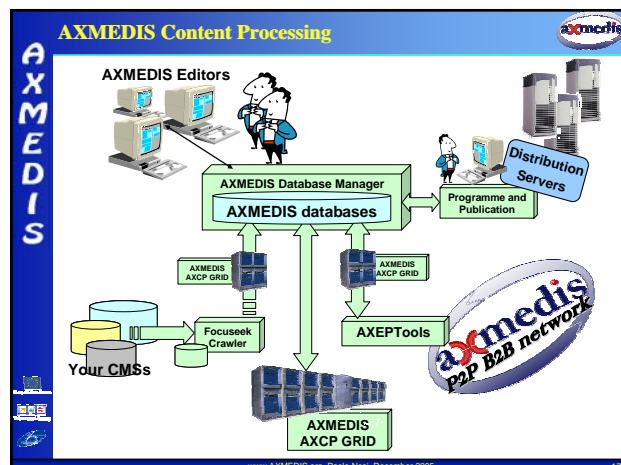 AXMEDIS Content Processing
axmedis
AXMEDIS
AXMEDIS Editors
AXMEDIS Database Manager
AXMEDIS databases
Distribution
Servers
Programme and
Publication
AXMEDIS
AXCP GRID
AXMEDIS
AXCP GRID
Focuseek
Crawler
AXEPTools
Your CMSs
axmedis
P2P B2B network
AXMEDIS
AXCP GRID